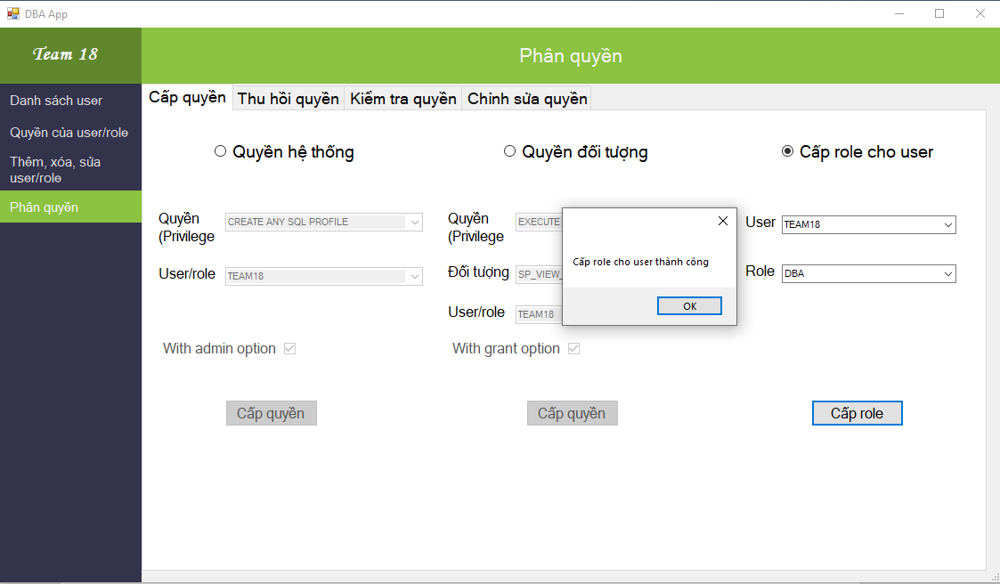 DBA App
Team 18
Phân quyền
Danh sách user
Quyền của user/role
Thêm, xóa, sửa
user/role
Phân quyền
Cấp quyền
Thu hồi quyền
Kiểm tra quyền
Chỉnh sửa quyền
Quyền hệ thống
Quyền đối tượng
Cấp role cho user
Quyền
(Privilege
CREATE ANY SQL PROFILE
User/role
TEAM18
With admin option
Cấp quyền
Quyền
(Privilege
EXECUTE
Đối tượng
SP_VIEW_
User/role
TEAM18
With grant option
Cấp quyền
User
TEAM18
Role
DBA
Cấp role
Cấp role cho user thành công
OK